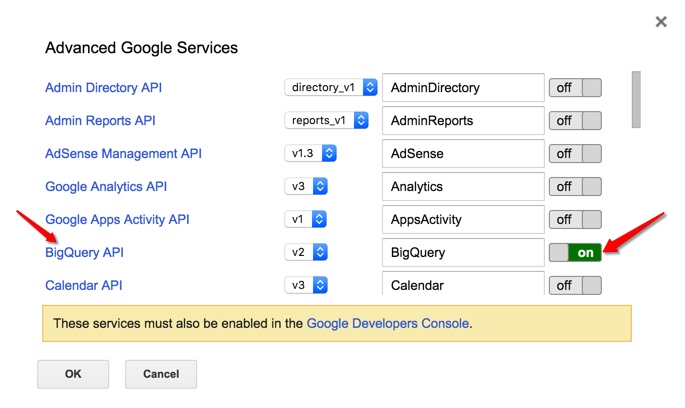 Advanced Google Services
Admin Directory API directory_v1 AdminDirectory off
Admin Reports API reports_v1 AdminReports off
AdSense Management API v1.3 AdSense off
Google Analytics API v3 Analytics off
Google Apps Activity API v1 AppsActivity off
BigQuery API v2 BigQuery on
Calendar API v3 Calendar off
These services must also be enabled in the Google Developers Console.
OK Cancel